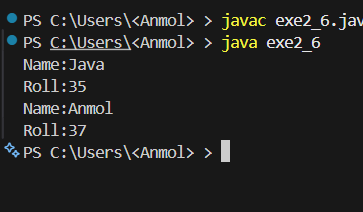 PS C:\Users\<Anmol> > javac exe2_6.jav
PS C:\Users\<Anmol> > java exe2_6
Name:Java
Roll:35
Name:Anmol
Roll:37
PS C:\Users\<Anmol> >